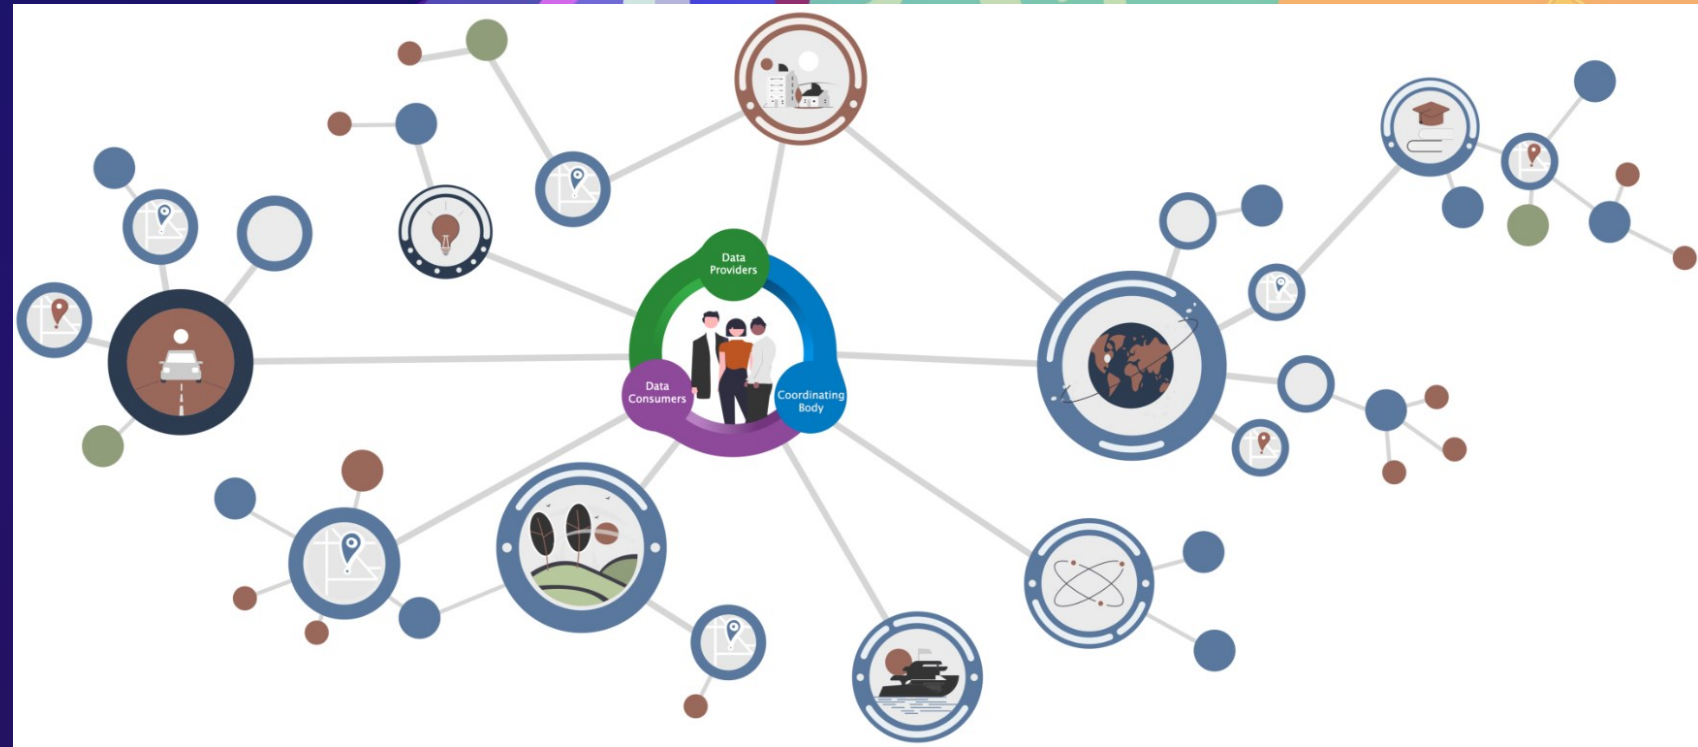 Data
Providers
Data
Consumers
Coordinating
Body